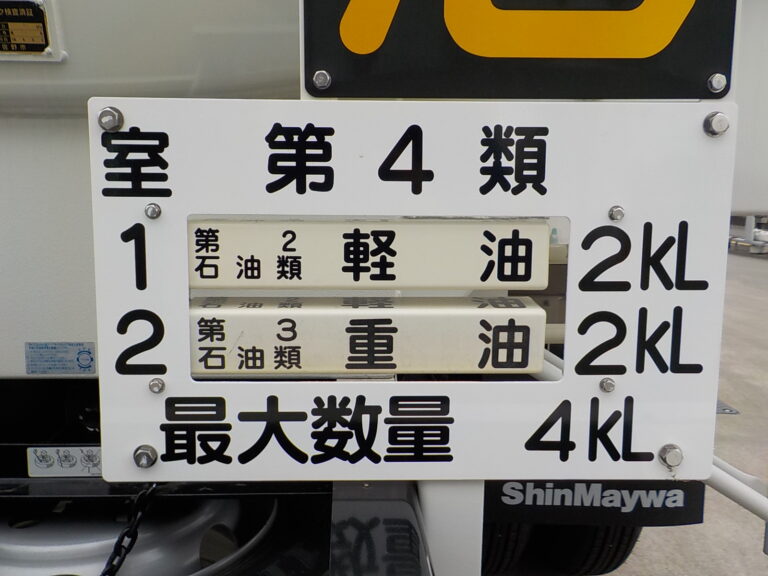 室 第4類
1 第2石油類 軽油 2KL
2 第3石油類 重油 2KL
最大数量 4KL
ShinMaywa